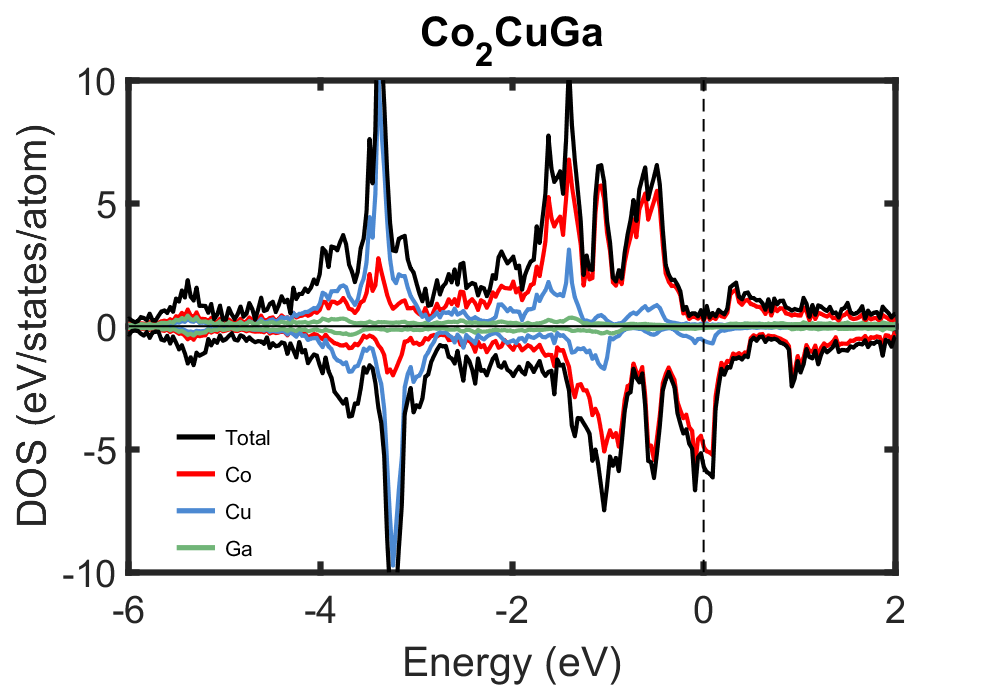 Co₂CuGa
DOS (eV/states/atom)
10
5
0
-5
-10
Total
Co
Cu
Ga
-6 -4 -2 0 2
Energy (eV)